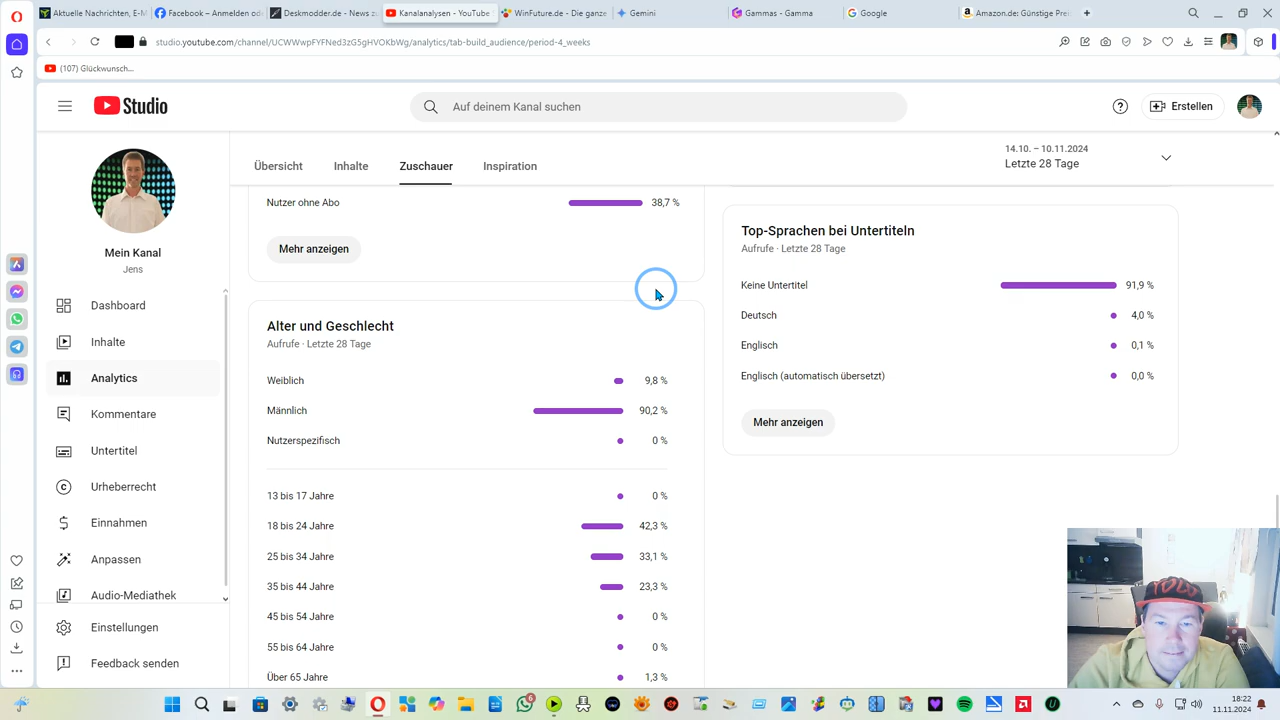 Aktuelle Nachrichten, E-M
Facebook – Anmelden ode
Deskmodder.de - News z
Kanalanalysen - YouTube
WinFuture.de - Die ganze
Gemini
Gammas - Gamma
Google
Amazon.de: Günstige Prei
studio.youtube.com/channel/UCWWwpFYFNed3zG5gHVOKbWg/analytics/tab-build_audience/period-4_weeks
(107) Glückwunsch...
Studio
Auf deinem Kanal suchen
Erstellen
Übersicht
Inhalte
Zuschauer
Inspiration
14.10. – 10.11.2024
Letzte 28 Tage
Mein Kanal
Jens
Dashboard
Inhalte
Analytics
Kommentare
Untertitel
Urheberrecht
Einnahmen
Anpassen
Audio-Mediathek
Einstellungen
Feedback senden
Nutzer ohne Abo 38,7 %
Mehr anzeigen
Alter und Geschlecht
Aufrufe · Letzte 28 Tage
Weiblich 9,8 %
Männlich 90,2 %
Nutzerspezifisch 0 %
13 bis 17 Jahre 0 %
18 bis 24 Jahre 42,3 %
25 bis 34 Jahre 33,1 %
35 bis 44 Jahre 23,3 %
45 bis 54 Jahre 0 %
55 bis 64 Jahre 0 %
Über 65 Jahre 1,3 %
Top-Sprachen bei Untertiteln
Aufrufe · Letzte 28 Tage
Keine Untertitel 91,9 %
Deutsch 4,0 %
Englisch 0,1 %
Englisch (automatisch übersetzt) 0,0 %
Mehr anzeigen
6
18:22
11.11.2024